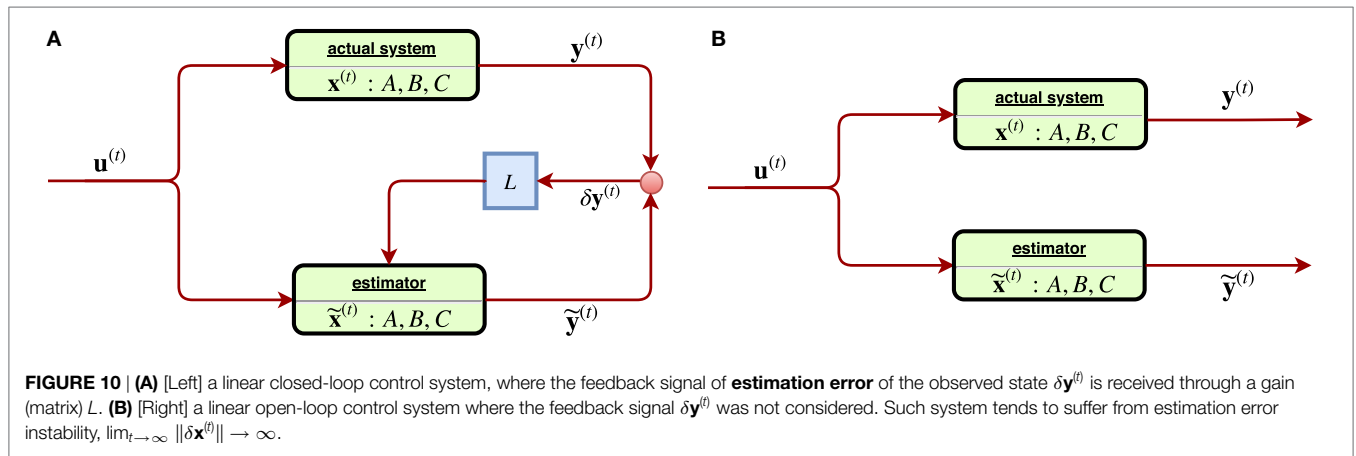 A
actual system
x^(t) : A, B, C
y^(t)
u^(t)
L
δy^(t)
estimator
x̃^(t) : A, B, C
ỹ^(t)
B
actual system
x^(t) : A, B, C
y^(t)
u^(t)
estimator
x̃^(t) : A, B, C
ỹ^(t)
FIGURE 10 | (A) [Left] a linear closed-loop control system, where the feedback signal of estimation error of the observed state δy^(t) is received through a gain
(matrix) L. (B) [Right] a linear open-loop control system where the feedback signal δy^(t) was not considered. Such system tends to suffer from estimation error
instability, lim_{t→∞} ‖δx^(t)‖ → ∞.